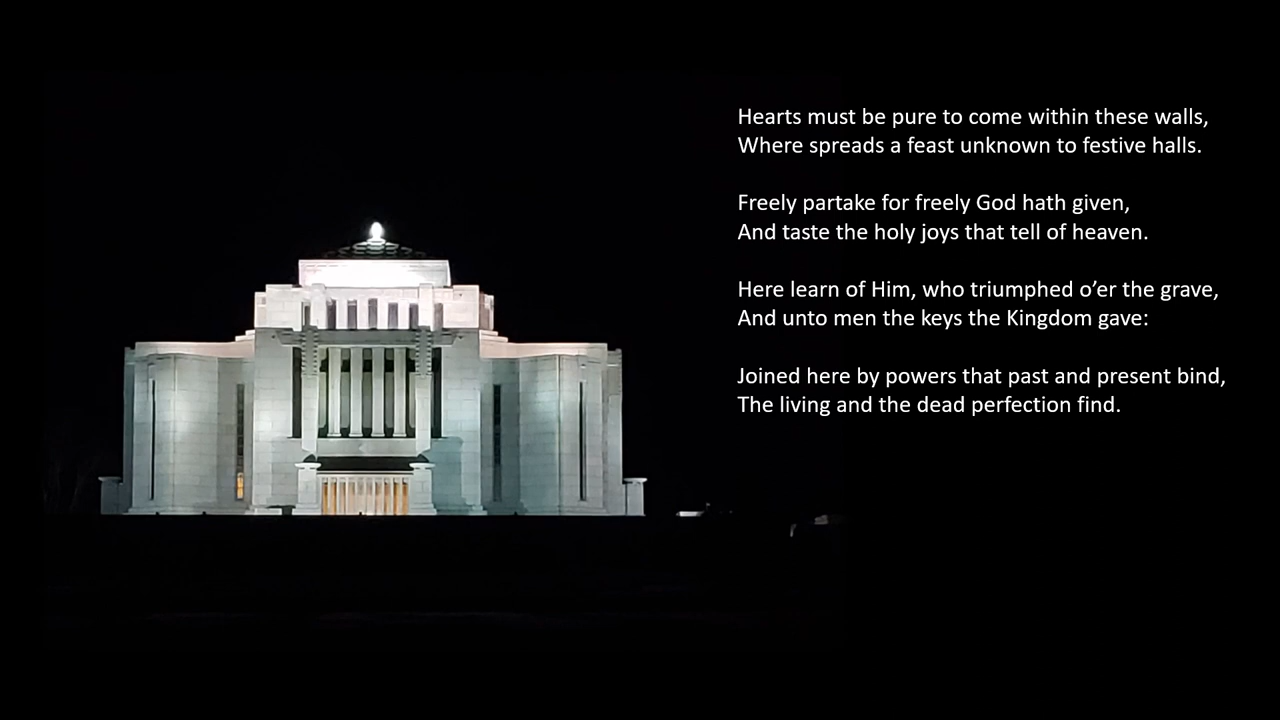 Hearts must be pure to come within these walls,
Where spreads a feast unknown to festive halls.
Freely partake for freely God hath given,
And taste the holy joys that tell of heaven.
Here learn of Him, who triumphed o’er the grave,
And unto men the keys the Kingdom gave:
Joined here by powers that past and present bind,
The living and the dead perfection find.